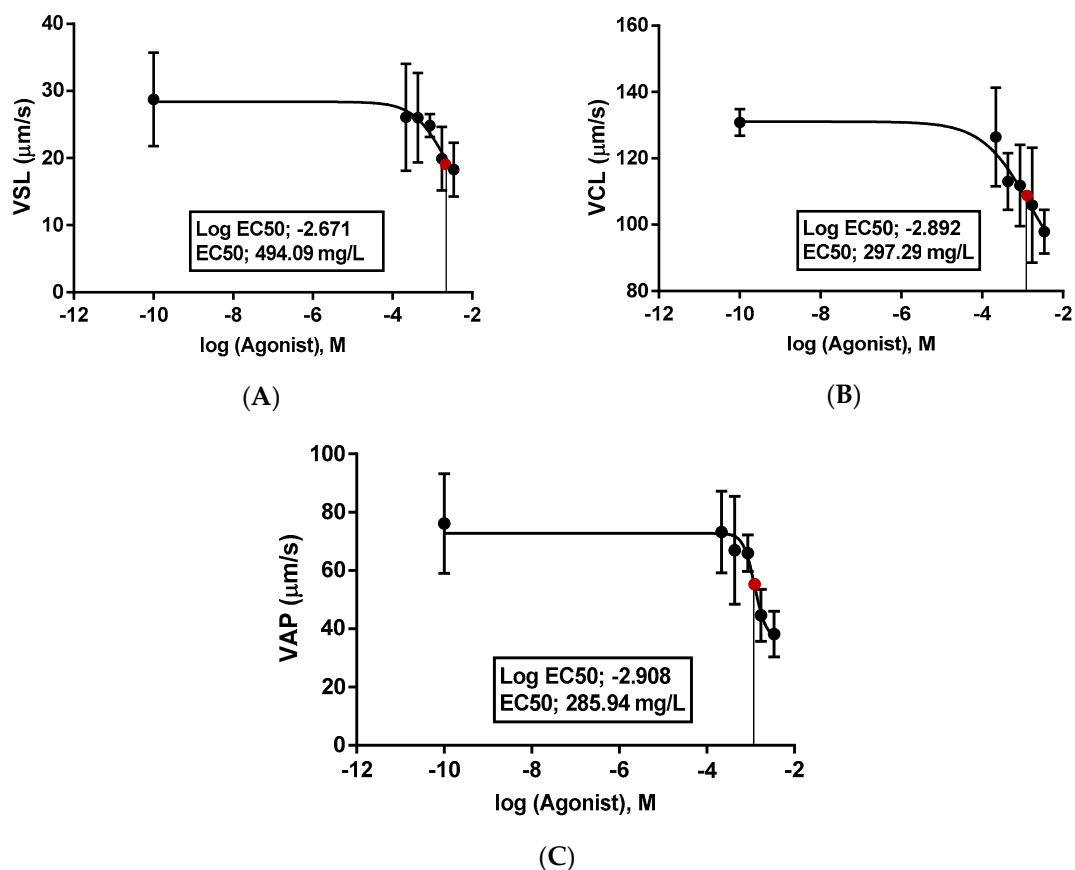 40
30
20
10
0
VSL (μm/s)
Log EC50; -2.671
EC50; 494.09 mg/L
-12 -10 -8 -6 -4 -2
log (Agonist), M
(A)
160
140
120
100
80
VCL (μm/s)
Log EC50; -2.892
EC50; 297.29 mg/L
-12 -10 -8 -6 -4 -2
log (Agonist), M
(B)
100
80
60
40
20
0
VAP (μm/s)
Log EC50; -2.908
EC50; 285.94 mg/L
-12 -10 -8 -6 -4 -2
log (Agonist), M
(C)